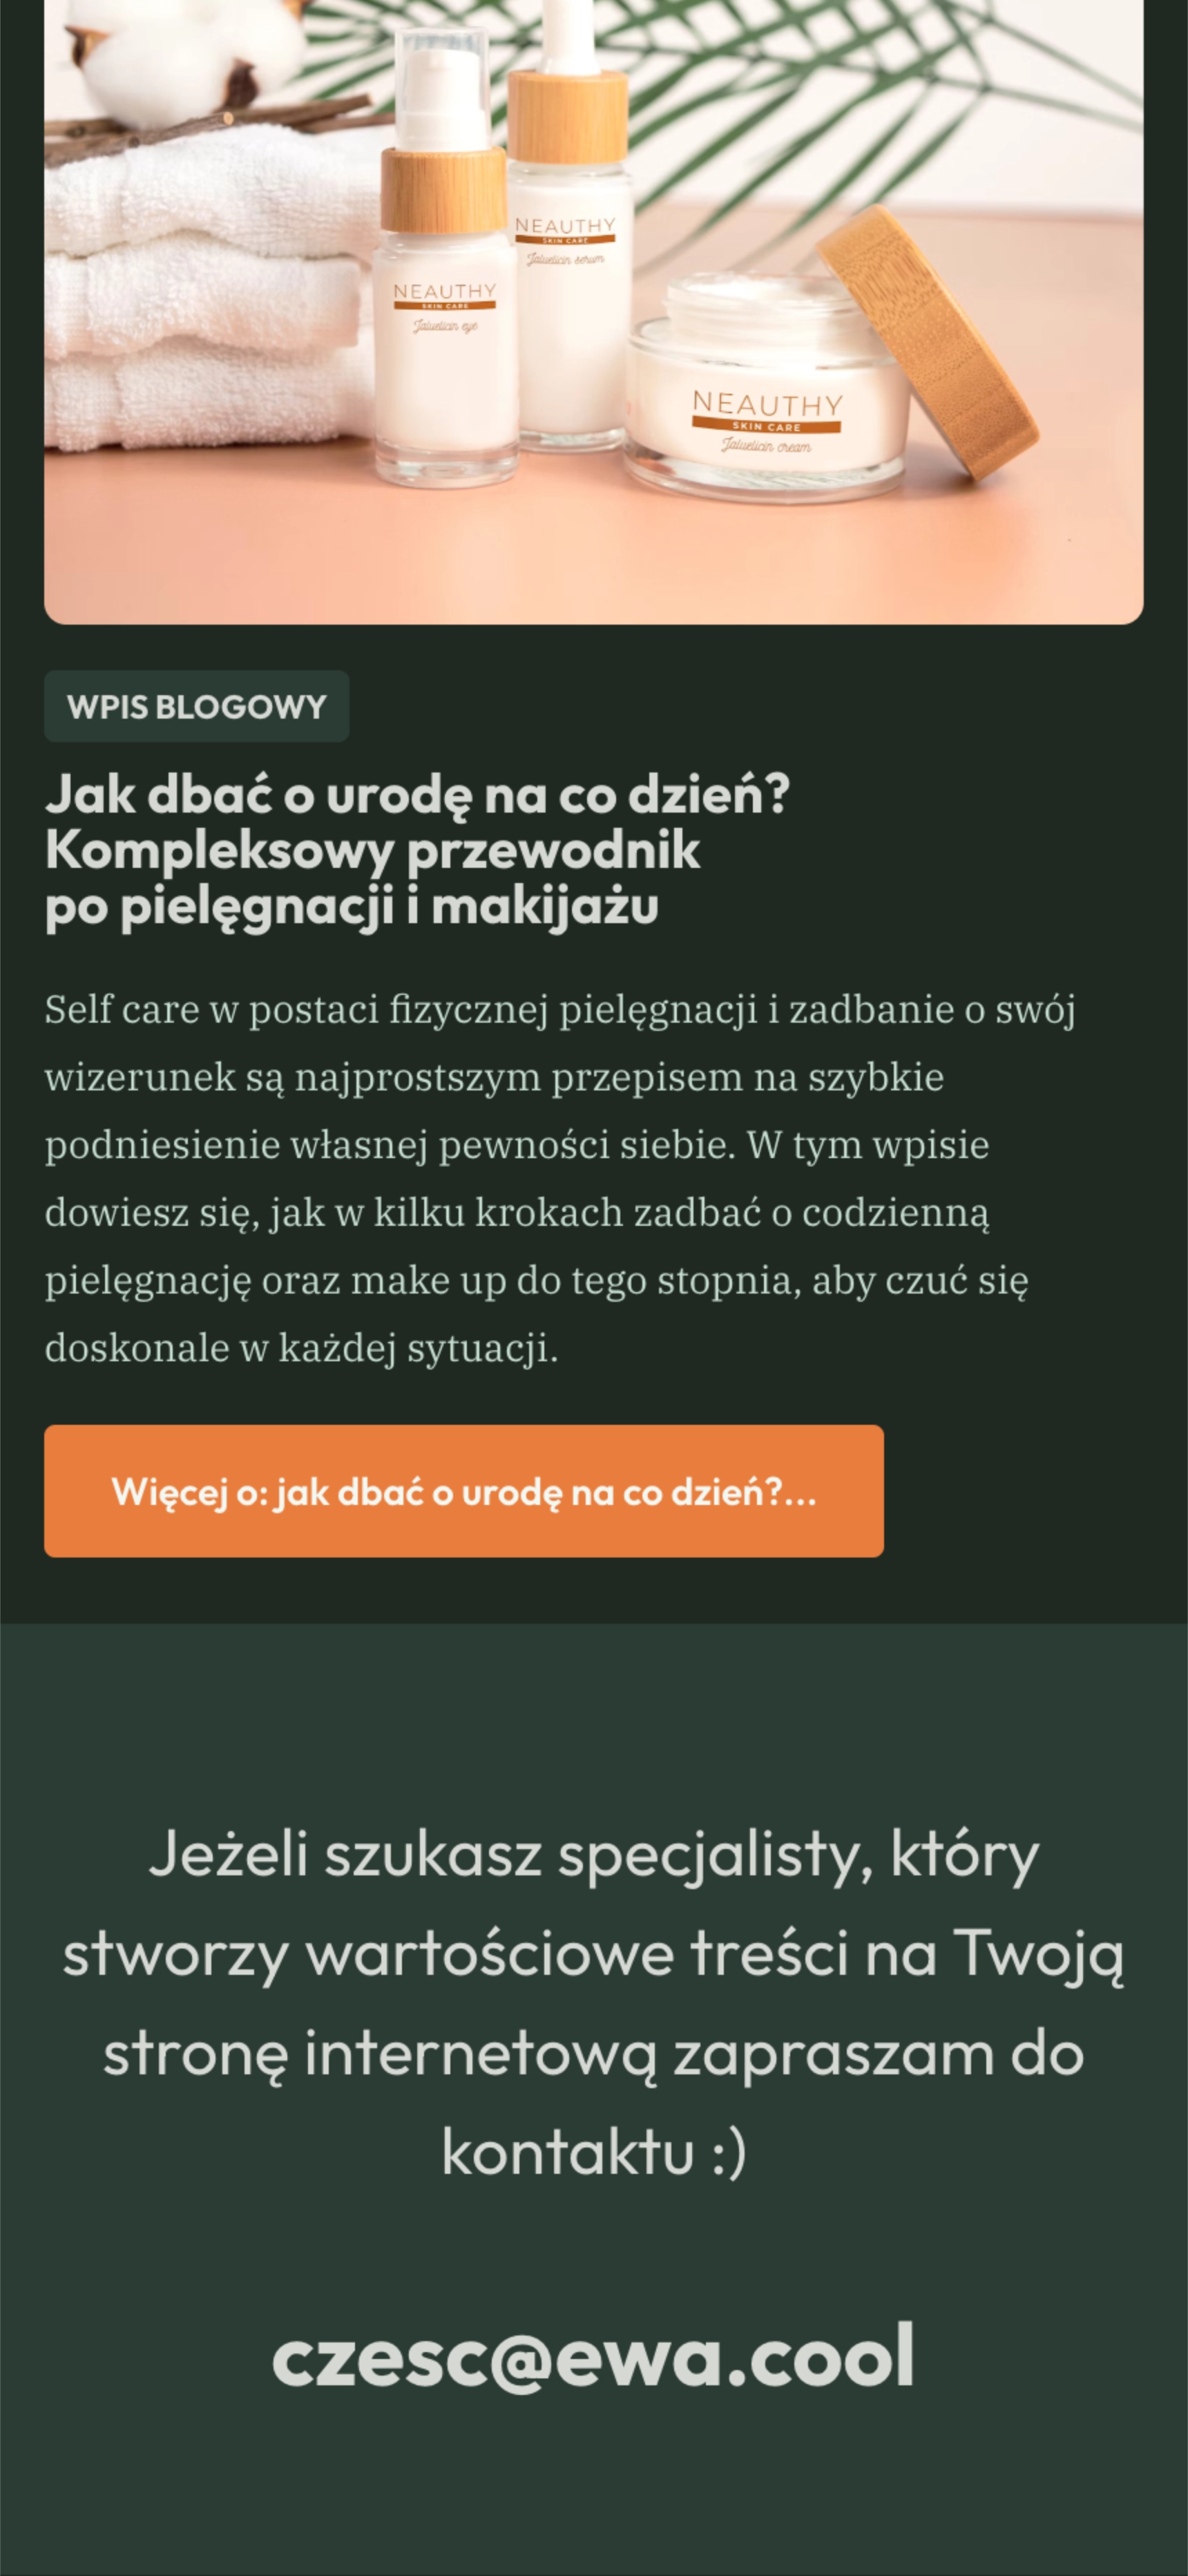 NEAUTHY
SKIN CARE
Jaluelicin serum
NEAUTHY
SKIN CARE
Jaluelicin eye
NEAUTHY
SKIN CARE
Jaluelicin cream
WPIS BLOGOWY
Jak dbać o urodę na co dzień?
Kompleksowy przewodnik
po pielęgnacji i makijażu
Self care w postaci fizycznej pielęgnacji i zadbanie o swój
wizerunek są najprostszym przepisem na szybkie
podniesienie własnej pewności siebie. W tym wpisie
dowiesz się, jak w kilku krokach zadbać o codzienną
pielęgnację oraz make up do tego stopnia, aby czuć się
doskonale w każdej sytuacji.
Więcej o: jak dbać o urodę na co dzień?...
Jeżeli szukasz specjalisty, który
stworzy wartościowe treści na Twoją
stronę internetową zapraszam do
kontaktu :)
czesc@ewa.cool